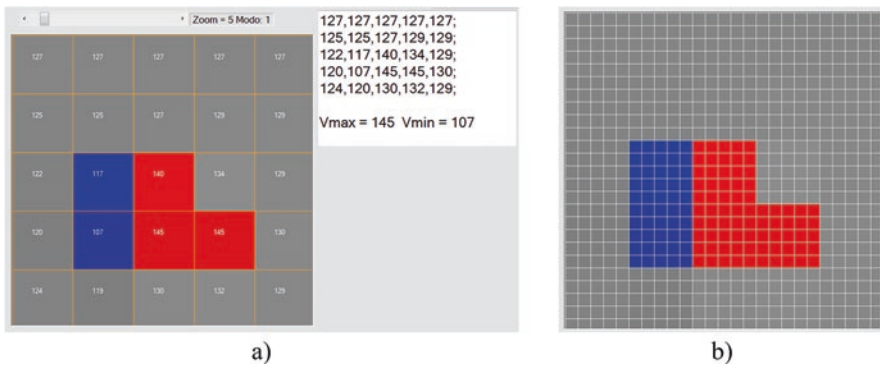 Zoom = 5 Modo: 1
127 127 127 127 127
125 125 127 129 129
122 117 140 134 129
120 107 145 145 130
124 119 130 132 129
127,127,127,127,127;
125,125,127,129,129;
122,117,140,134,129;
120,107,145,145,130;
124,120,130,132,129;
Vmax = 145 Vmin = 107
a)
b)